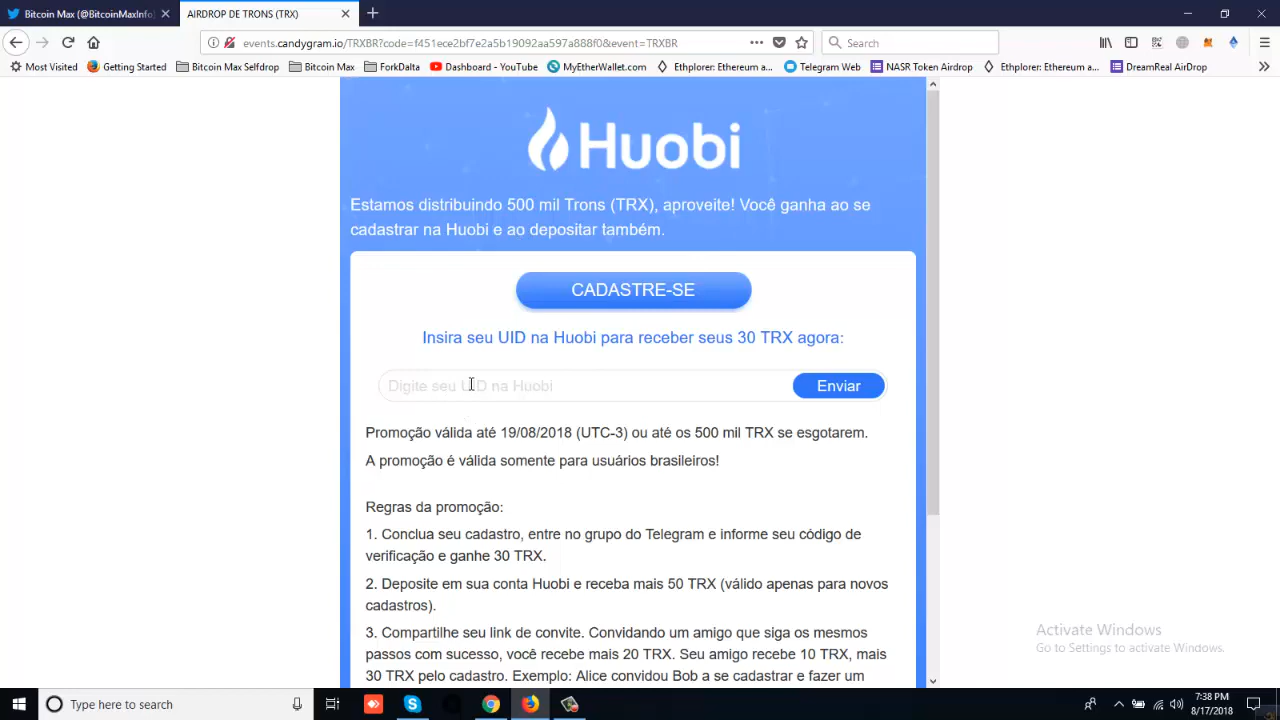 Bitcoin Max (@BitcoinMaxInfo)
AIRDROP DE TRONS (TRX)
events.candygram.io/TRXBR?code=f451ece2bf7e2a5b19092aa597a888f0&event=TRXBR
Search
Most Visited
Getting Started
Bitcoin Max Selfdrop
Bitcoin Max
ForkDalta
Dashboard - YouTube
MyEtherWallet.com
Ethplorer: Ethereum a...
Telegram Web
NASR Token Airdrop
Ethplorer: Ethereum a...
DreamReal AirDrop
Huobi
Estamos distribuindo 500 mil Trons (TRX), aproveite! Você ganha ao se
cadastrar na Huobi e ao depositar também.
CADASTRE-SE
Insira seu UID na Huobi para receber seus 30 TRX agora:
Digite seu UID na Huobi
Enviar
Promoção válida até 19/08/2018 (UTC-3) ou até os 500 mil TRX se esgotarem.
A promoção é válida somente para usuários brasileiros!
Regras da promoção:
1. Conclua seu cadastro, entre no grupo do Telegram e informe seu código de
verificação e ganhe 30 TRX.
2. Deposite em sua conta Huobi e receba mais 50 TRX (válido apenas para novos
cadastros).
3. Compartilhe seu link de convite. Convidando um amigo que siga os mesmos
passos com sucesso, você recebe mais 20 TRX. Seu amigo recebe 10 TRX, mais
30 TRX pelo cadastro. Exemplo: Alice convidou Bob a se cadastrar e fazer um
Activate Windows
Go to Settings to activate Windows.
Type here to search
7:38 PM
8/17/2018